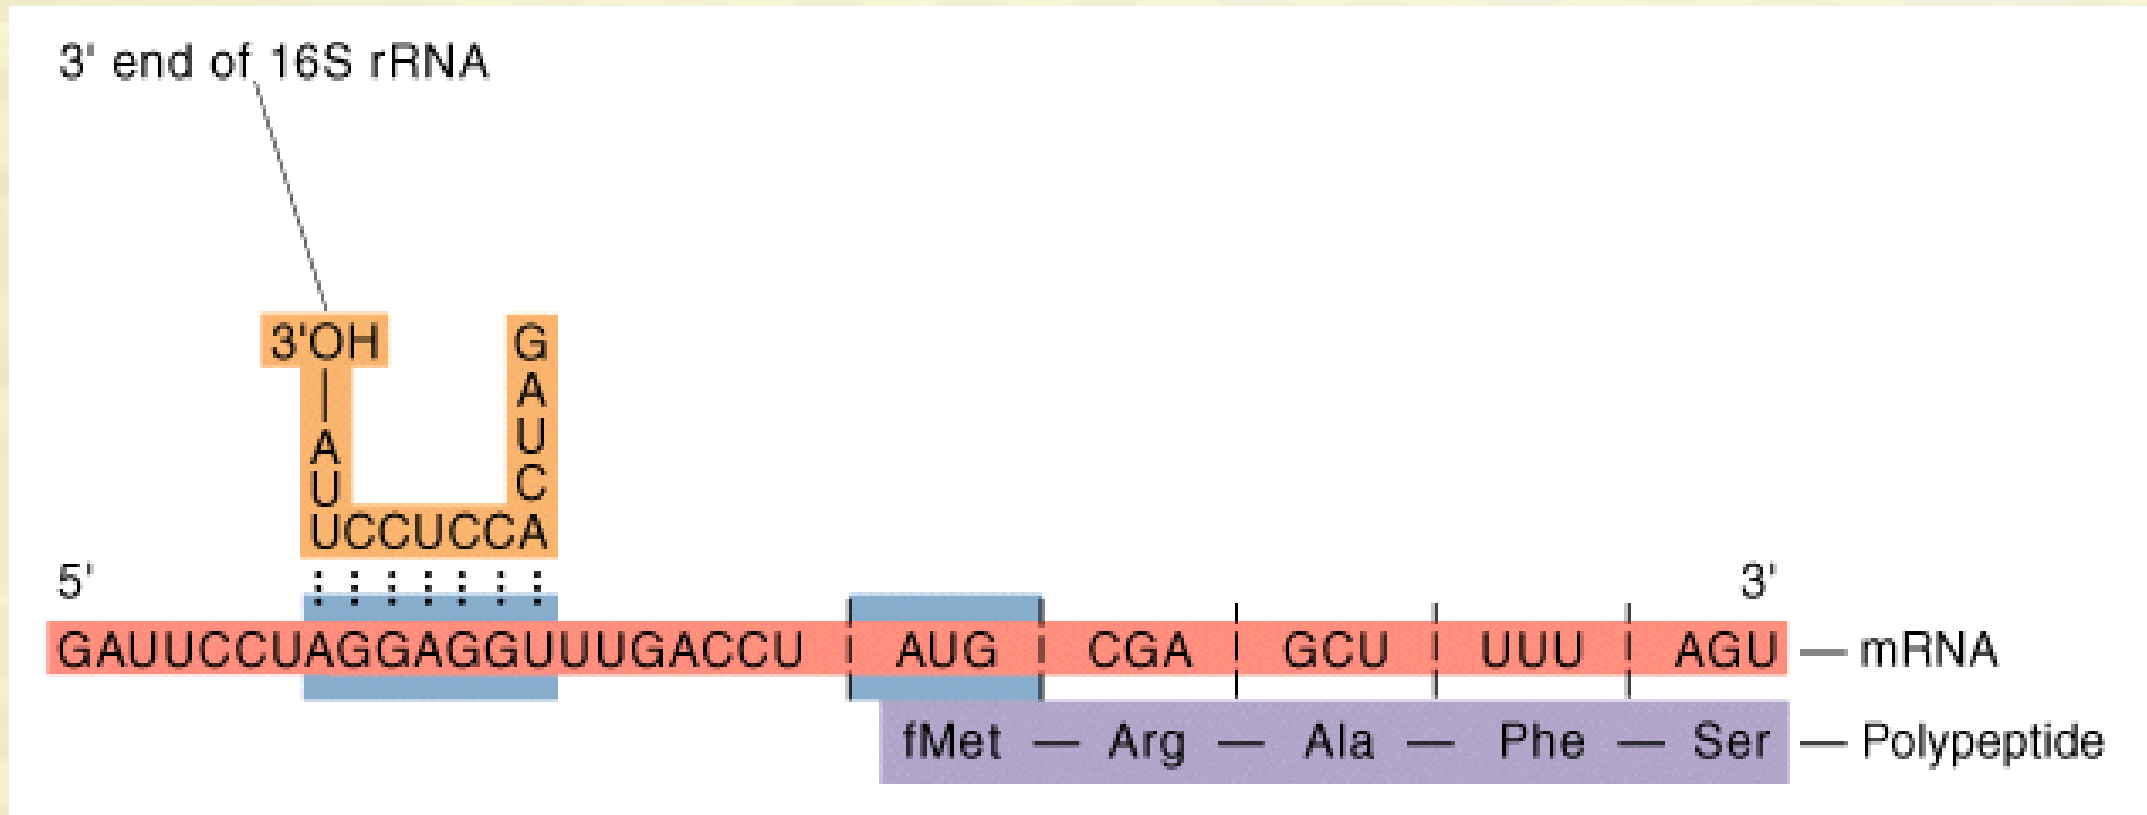 3' end of 16S rRNA
3'OH
G
A
U
C
A
U
UCCUCCA
5'
3'
GAUUCCUAGGAGGUUUGACCU AUG CGA GCU UUU AGU — mRNA
fMet — Arg — Ala — Phe — Ser — Polypeptide